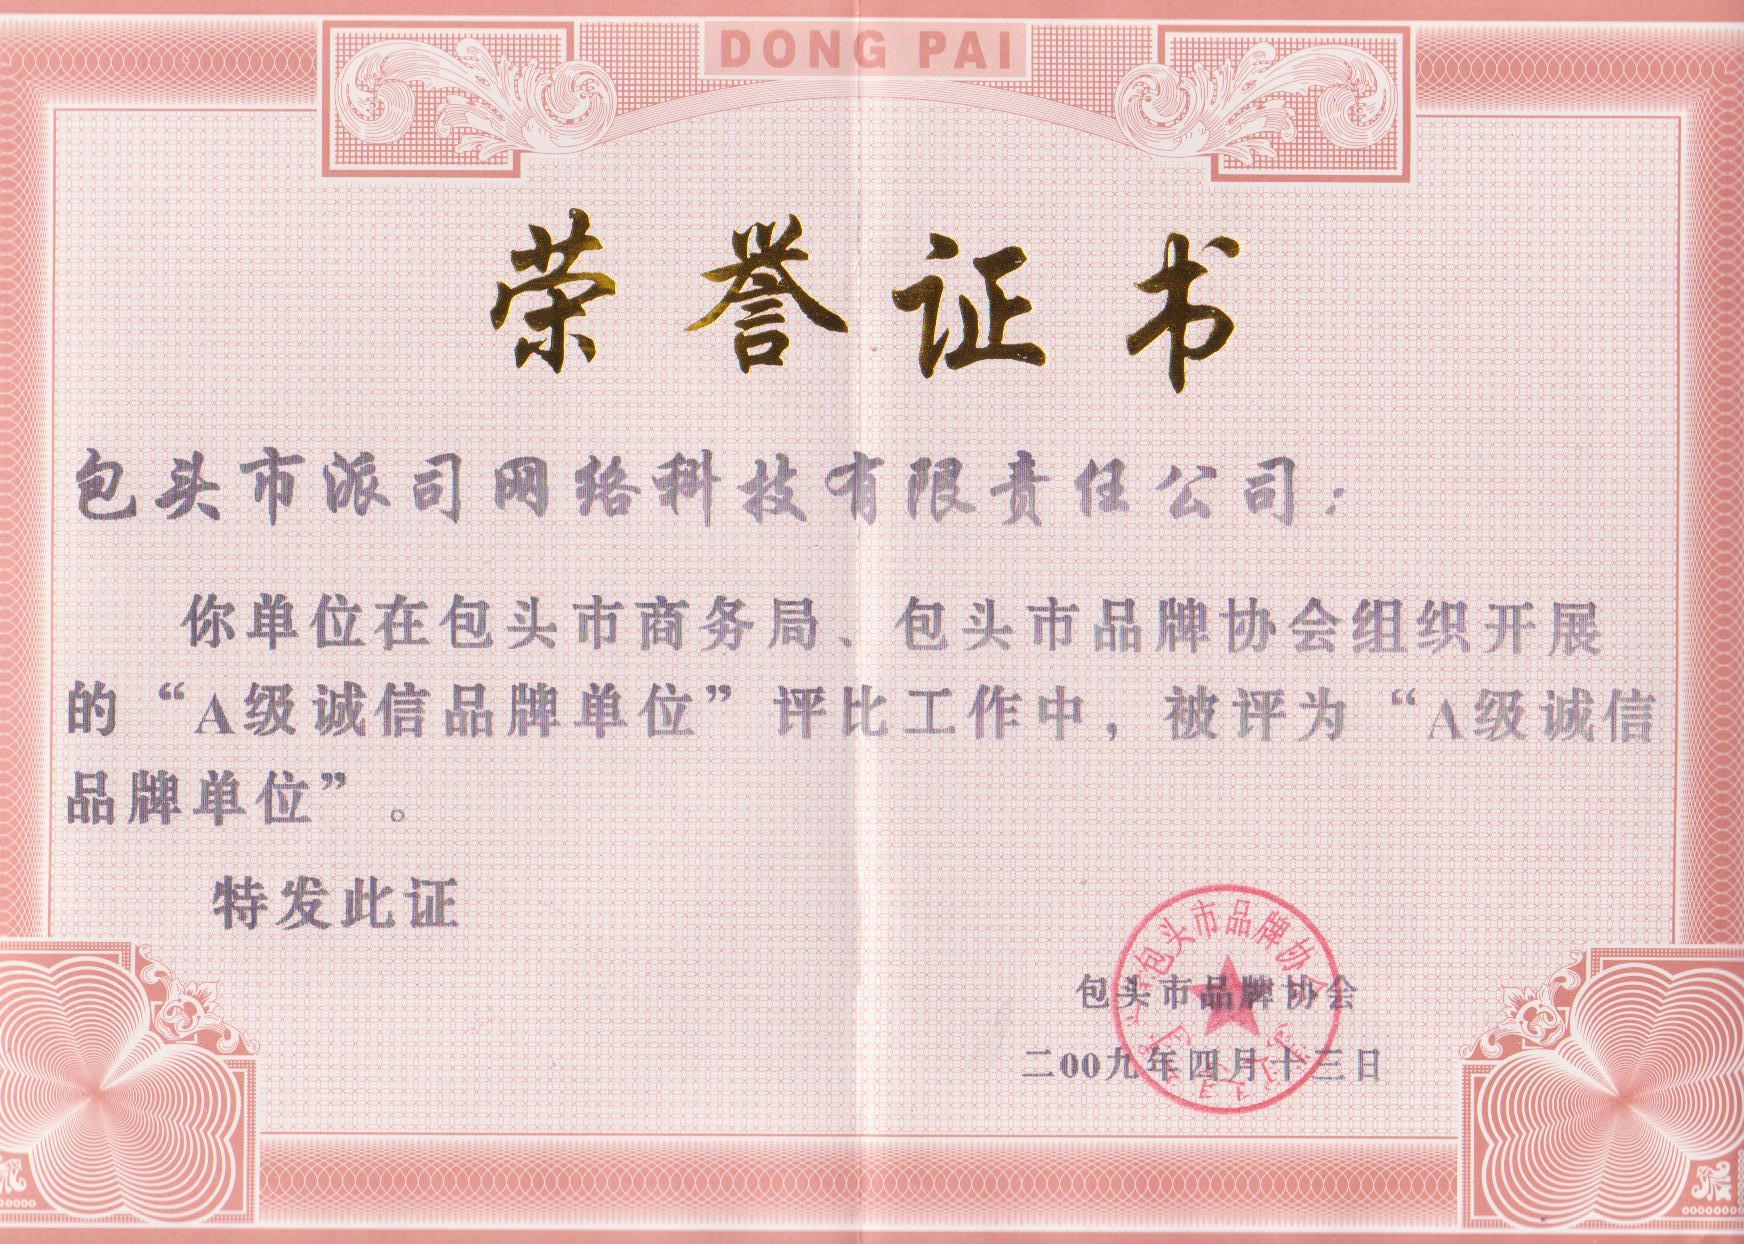 DONG PAI
荣誉证书
包头市派司网络科技有限责任公司：
你单位在包头市商务局、包头市品牌协会组织开展
的“A级诚信品牌单位”评比工作中，被评为“A级诚信
品牌单位”。
特发此证
包头市品牌协会
包头市品牌协会
二00九年四月十三日